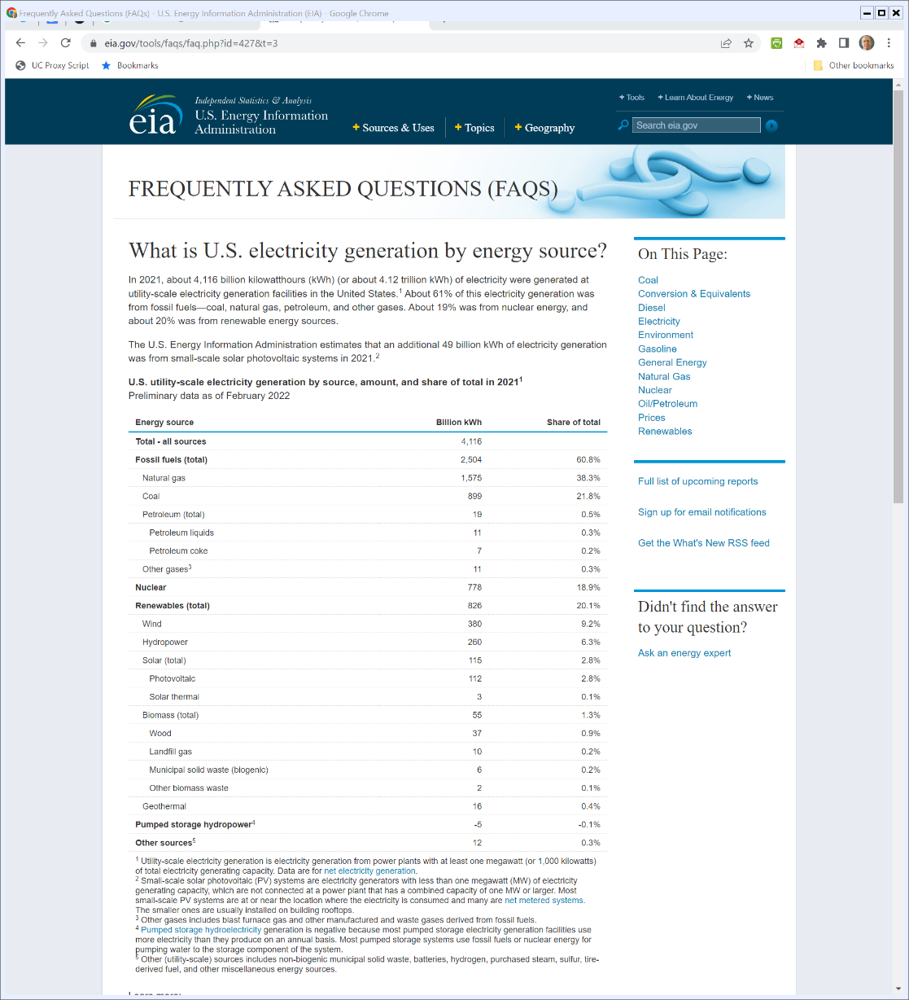 Frequently Asked Questions (FAQs) - U.S. Energy Information Administration (EIA) - Google Chrome
eia.gov/tools/faqs/faq.php?id=427&t=3
UC Proxy Script
Bookmarks
Other bookmarks
eia
Independent Statistics & Analysis
U.S. Energy Information
Administration
+ Sources & Uses
+ Topics
+ Geography
+ Tools + Learn About Energy + News
Search eia.gov
FREQUENTLY ASKED QUESTIONS (FAQS)
What is U.S. electricity generation by energy source?
In 2021, about 4,116 billion kilowatthours (kWh) (or about 4.12 trillion kWh) of electricity were generated at
utility-scale electricity generation facilities in the United States.1 About 61% of this electricity generation was
from fossil fuels—coal, natural gas, petroleum, and other gases. About 19% was from nuclear energy, and
about 20% was from renewable energy sources.
The U.S. Energy Information Administration estimates that an additional 49 billion kWh of electricity generation
was from small-scale solar photovoltaic systems in 2021.2
U.S. utility-scale electricity generation by source, amount, and share of total in 20211
Preliminary data as of February 2022
Energy source Billion kWh Share of total
Total - all sources 4,116
Fossil fuels (total) 2,504 60.8%
Natural gas 1,575 38.3%
Coal 899 21.8%
Petroleum (total) 19 0.5%
Petroleum liquids 11 0.3%
Petroleum coke 7 0.2%
Other gases3 11 0.3%
Nuclear 778 18.9%
Renewables (total) 826 20.1%
Wind 380 9.2%
Hydropower 260 6.3%
Solar (total) 115 2.8%
Photovoltaic 112 2.8%
Solar thermal 3 0.1%
Biomass (total) 55 1.3%
Wood 37 0.9%
Landfill gas 10 0.2%
Municipal solid waste (biogenic) 6 0.2%
Other biomass waste 2 0.1%
Geothermal 16 0.4%
Pumped storage hydropower4 -5 -0.1%
Other sources5 12 0.3%
1 Utility-scale electricity generation is electricity generation from power plants with at least one megawatt (or 1,000 kilowatts)
of total electricity generating capacity. Data are for net electricity generation.
2 Small-scale solar photovoltaic (PV) systems are electricity generators with less than one megawatt (MW) of electricity
generating capacity, which are not connected at a power plant that has a combined capacity of one MW or larger. Most
small-scale PV systems are at or near the location where the electricity is consumed and many are net metered systems.
The smaller ones are usually installed on building rooftops.
3 Other gases includes blast furnace gas and other manufactured and waste gases derived from fossil fuels.
4 Pumped storage hydroelectricity generation is negative because most pumped storage electricity generation facilities use
more electricity than they produce on an annual basis. Most pumped storage systems use fossil fuels or nuclear energy for
pumping water to the storage component of the system.
5 Other (utility-scale) sources includes non-biogenic municipal solid waste, batteries, hydrogen, purchased steam, sulfur, tire-
derived fuel, and other miscellaneous energy sources.
On This Page:
Coal
Conversion & Equivalents
Diesel
Electricity
Environment
Gasoline
General Energy
Natural Gas
Nuclear
Oil/Petroleum
Prices
Renewables
Full list of upcoming reports
Sign up for email notifications
Get the What's New RSS feed
Didn't find the answer
to your question?
Ask an energy expert